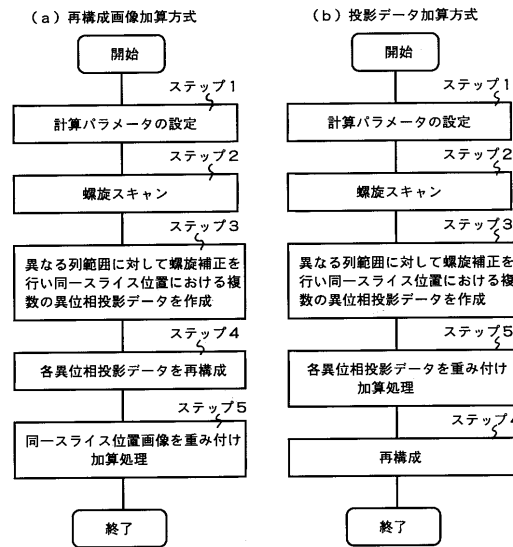 (a) 再構成画像加算方式
開始
ステップ1
計算パラメータの設定
ステップ2
螺旋スキャン
ステップ3
異なる列範囲に対して螺旋補正を
行い同一スライス位置における複
数の異位相投影データを作成
ステップ4
各異位相投影データを再構成
ステップ5
同一スライス位置画像を重み付け
加算処理
終了
(b) 投影データ加算方式
開始
ステップ1
計算パラメータの設定
ステップ2
螺旋スキャン
ステップ3
異なる列範囲に対して螺旋補正を
行い同一スライス位置における複
数の異位相投影データを作成
ステップ5
各異位相投影データを重み付け
加算処理
ステップ4
再構成
終了